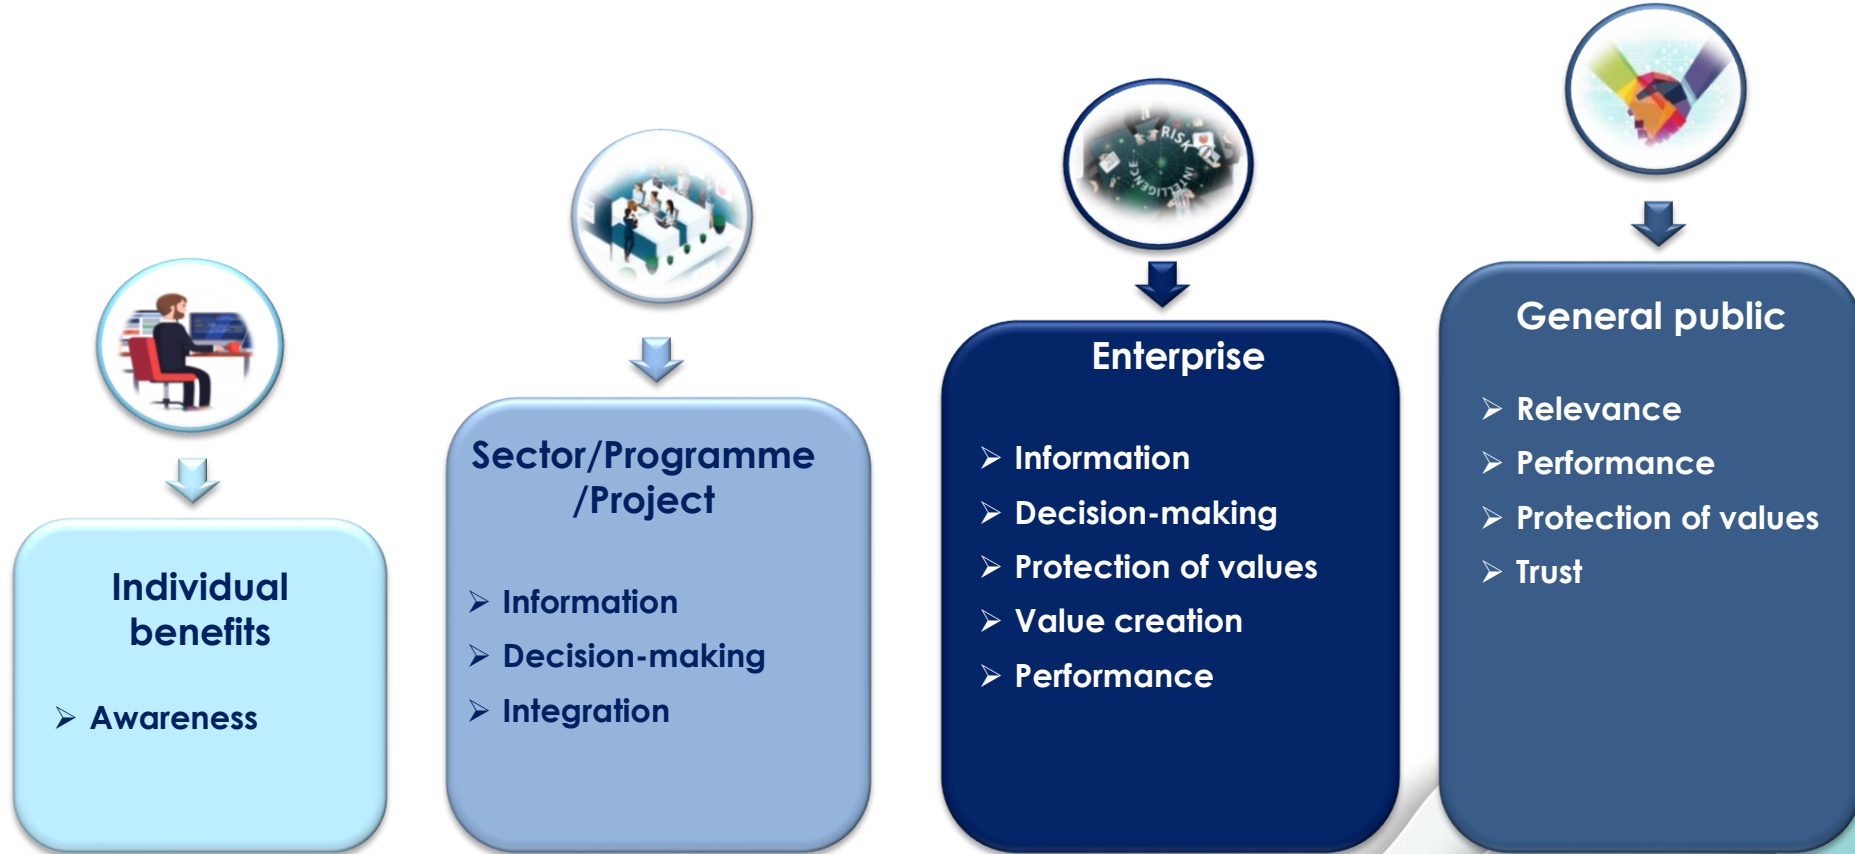 Individual
benefits
➢ Awareness
Sector/Programme
/Project
➢ Information
➢ Decision-making
➢ Integration
RISK
INTELLIGENCE
Enterprise
➢ Information
➢ Decision-making
➢ Protection of values
➢ Value creation
➢ Performance
General public
➢ Relevance
➢ Performance
➢ Protection of values
➢ Trust